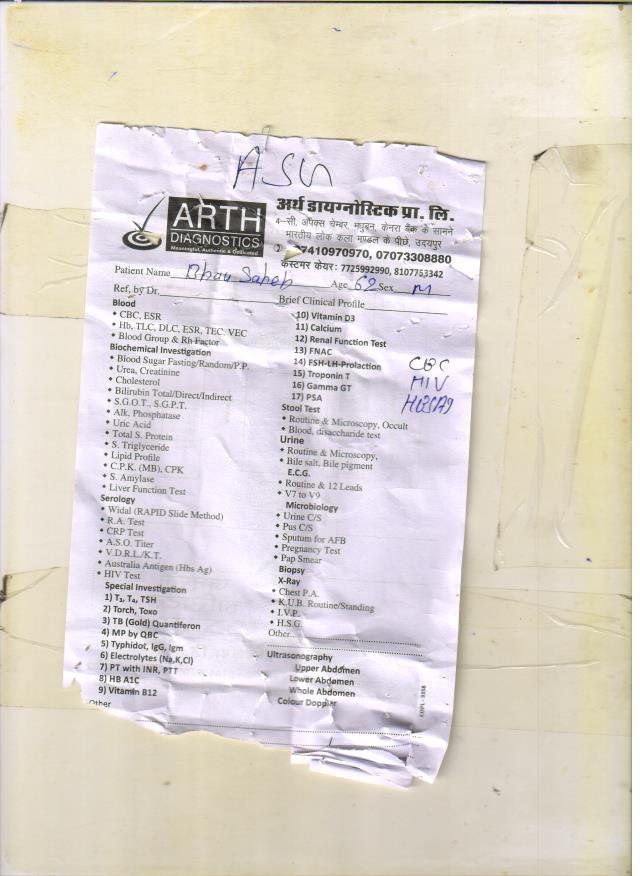 ARTH
DIAGNOSTICS
Meaningful, Authentic & Dedicated
अर्थ डायग्नोस्टिक प्रा. लि.
4-सी, अपेक्स चेम्बर, मधुबन, केनरा बैंक के सामने
भारतीय लोक कला मण्डल के पीछे, उदयपुर
7410970970, 07073308880
कस्टमर केयर: 7725992990, 8107763342
Patient Name Bhau Saheb Age 62 Sex M
Ref, by Dr.
Brief Clinical Profile
Blood
CBC, ESR
Hb, TLC, DLC, ESR, TEC, VEC
Blood Group & Rh Factor
Biochemical Investigation
Blood Sugar Fasting/Random/P.P.
Urea, Creatinine
Cholesterol
Bilirubin Total/Direct/Indirect
S.G.O.T., S.G.P.T.
Alk, Phosphatase
Uric Acid
Total S. Protein
S. Triglyceride
Lipid Profile
C.P.K. (MB), CPK
S. Amylase
Liver Function Test
Serology
Widal (RAPID Slide Method)
R.A. Test
CRP Test
A.S.O. Titer
V.D.R.L./K.T.
Australia Antigen (Hbs Ag)
HIV Test
Special Investigation
1) T₃, T₄, TSH
2) Torch, Toxo
3) TB (Gold) Quantiferon
4) MP by QBC
5) Typhidot, IgG, Igm
6) Electrolytes (Na,K,Cl)
7) PT with INR, PTT
8) HB A1C
9) Vitamin B12
Other
10) Vitamin D3
11) Calcium
12) Renal Function Test
13) FNAC
14) FSH-LH-Prolaction
15) Troponin T
16) Gamma GT
17) PSA
CBC
HIV
HBSAg
Stool Test
Routine & Microscopy, Occult
Blood, disaccharide test
Urine
Routine & Microscopy,
Bile salt, Bile pigment
E.C.G.
Routine & 12 Leads
V7 to V9
Microbiology
Urine C/S
Pus C/S
Sputum for AFB
Pregnancy Test
Pap Smear
Biopsy
X-Ray
Chest P.A.
K.U.B. Routine/Standing
I.V.P.
H.S.G.
Other
Ultrasonography
Upper Abdomen
Lower Abdomen
Whole Abdomen
Colour Doppler